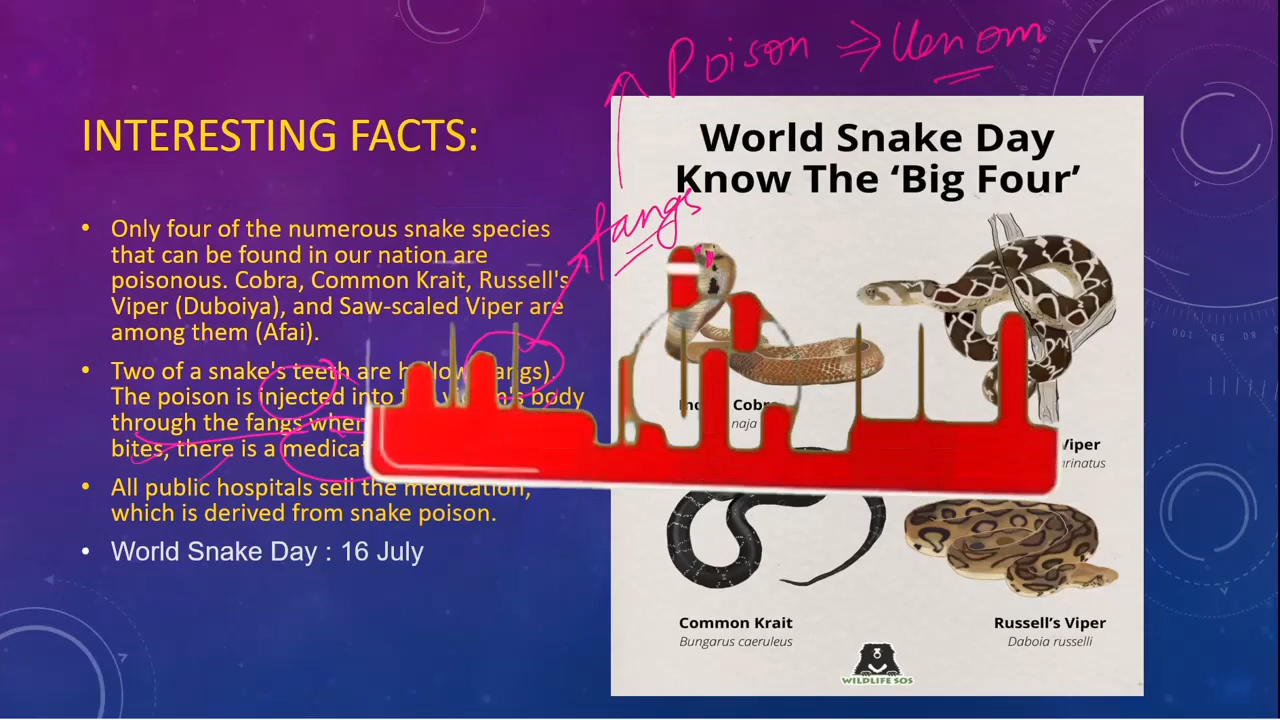 Poison ⇒ Venom
INTERESTING FACTS:
• Only four of the numerous snake species
that can be found in our nation are
poisonous. Cobra, Common Krait, Russell's
Viper (Duboiya), and Saw-scaled Viper are
among them (Afai).
• Two of a snake's teeth are
The poison is injected into body
through the fangs
bites, there is a
• All public hospitals sell the medication,
which is derived from snake poison.
• World Snake Day : 16 July
fangs
World Snake Day
Know The ‘Big Four’
naja
Viper
Common Krait
Bungarus caeruleus
Russell’s Viper
Daboia russelli
WILDLIFE SOS